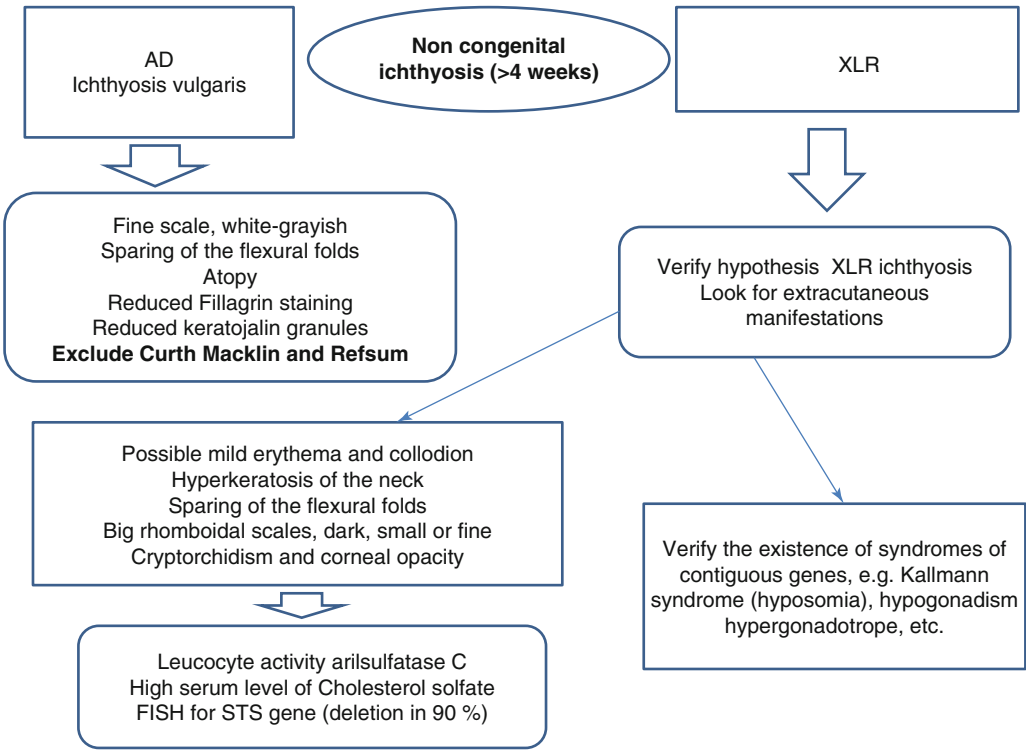 AD
Ichthyosis vulgaris
Non congenital
ichthyosis (>4 weeks)
XLR
Fine scale, white-grayish
Sparing of the flexural folds
Atopy
Reduced Fillagrin staining
Reduced keratojalin granules
Exclude Curth Macklin and Refsum
Verify hypothesis XLR ichthyosis
Look for extracutaneous
manifestations
Possible mild erythema and collodion
Hyperkeratosis of the neck
Sparing of the flexural folds
Big rhomboidal scales, dark, small or fine
Cryptorchidism and corneal opacity
Verify the existence of syndromes of
contiguous genes, e.g. Kallmann
syndrome (hyposomia), hypogonadism
hypergonadotrope, etc.
Leucocyte activity arilsulfatase C
High serum level of Cholesterol solfate
FISH for STS gene (deletion in 90 %)